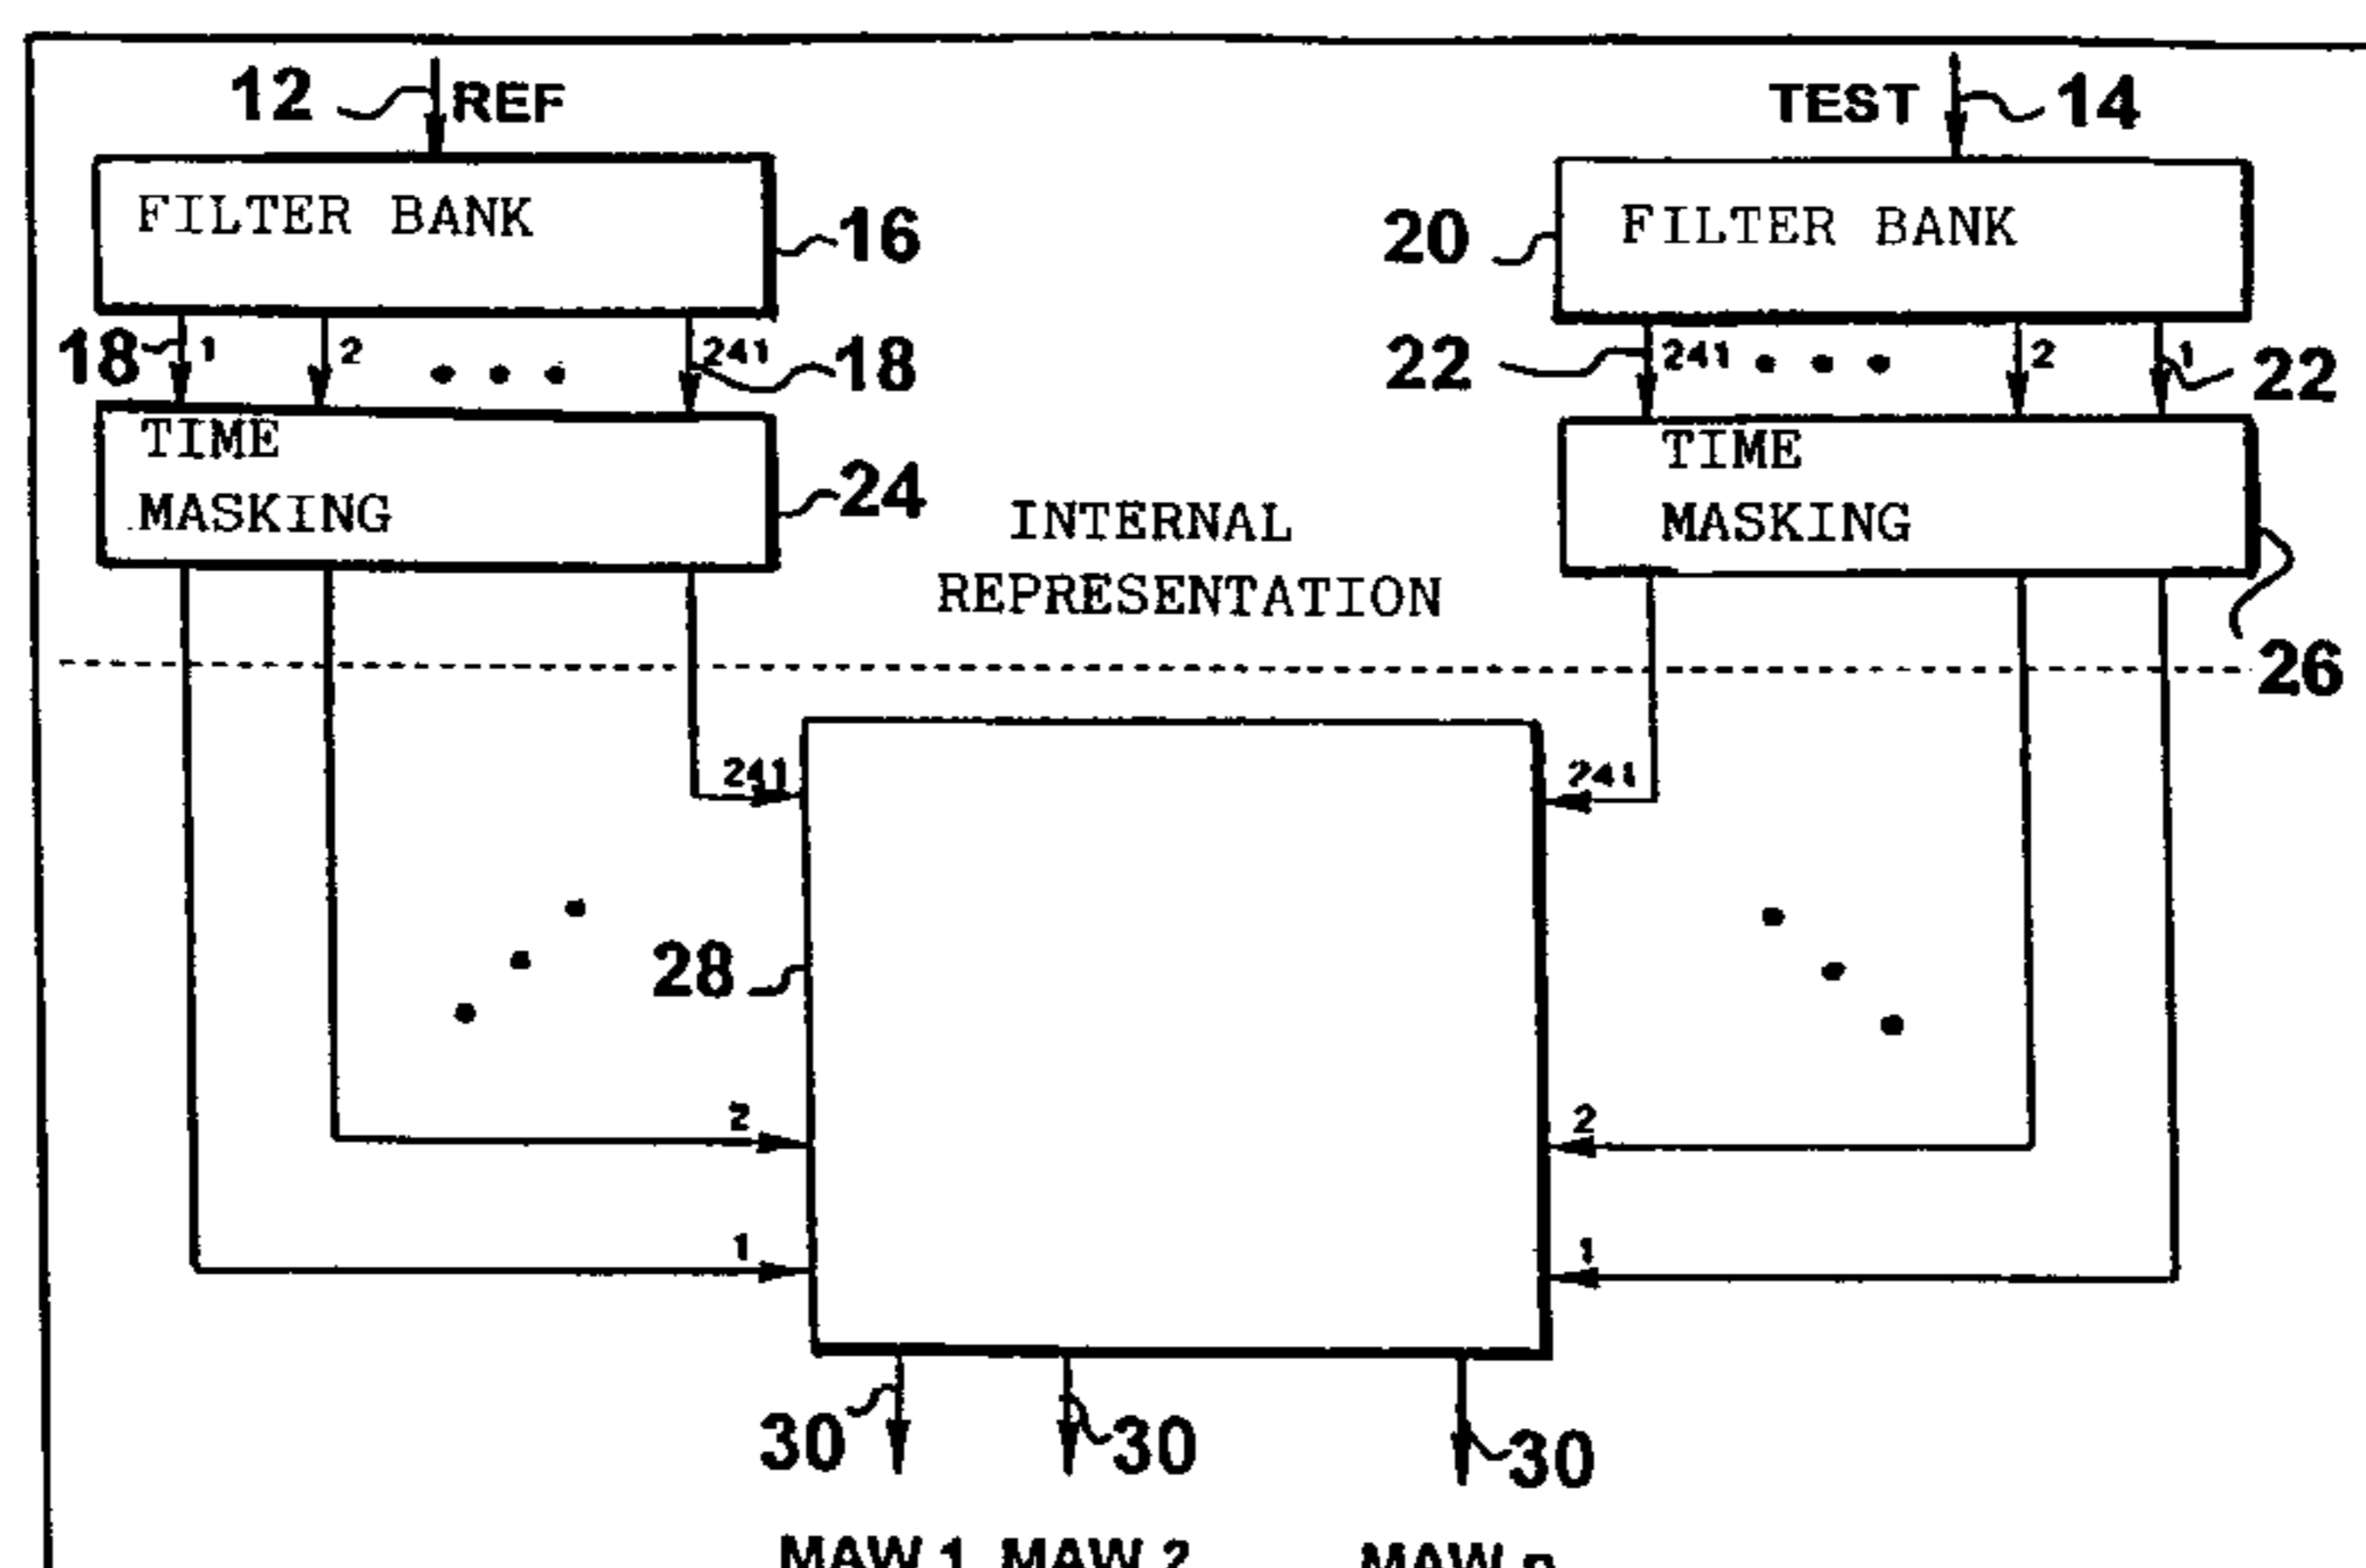 12 REF
TEST 14
FILTER BANK
16
20
FILTER BANK
18 1 2 241 18
22 241 2 1 22
TIME
MASKING
24
TIME
MASKING
26
INTERNAL
REPRESENTATION
241
241
28
2
2
1
1
30 30 30
MAW 1 MAW 2 MAW